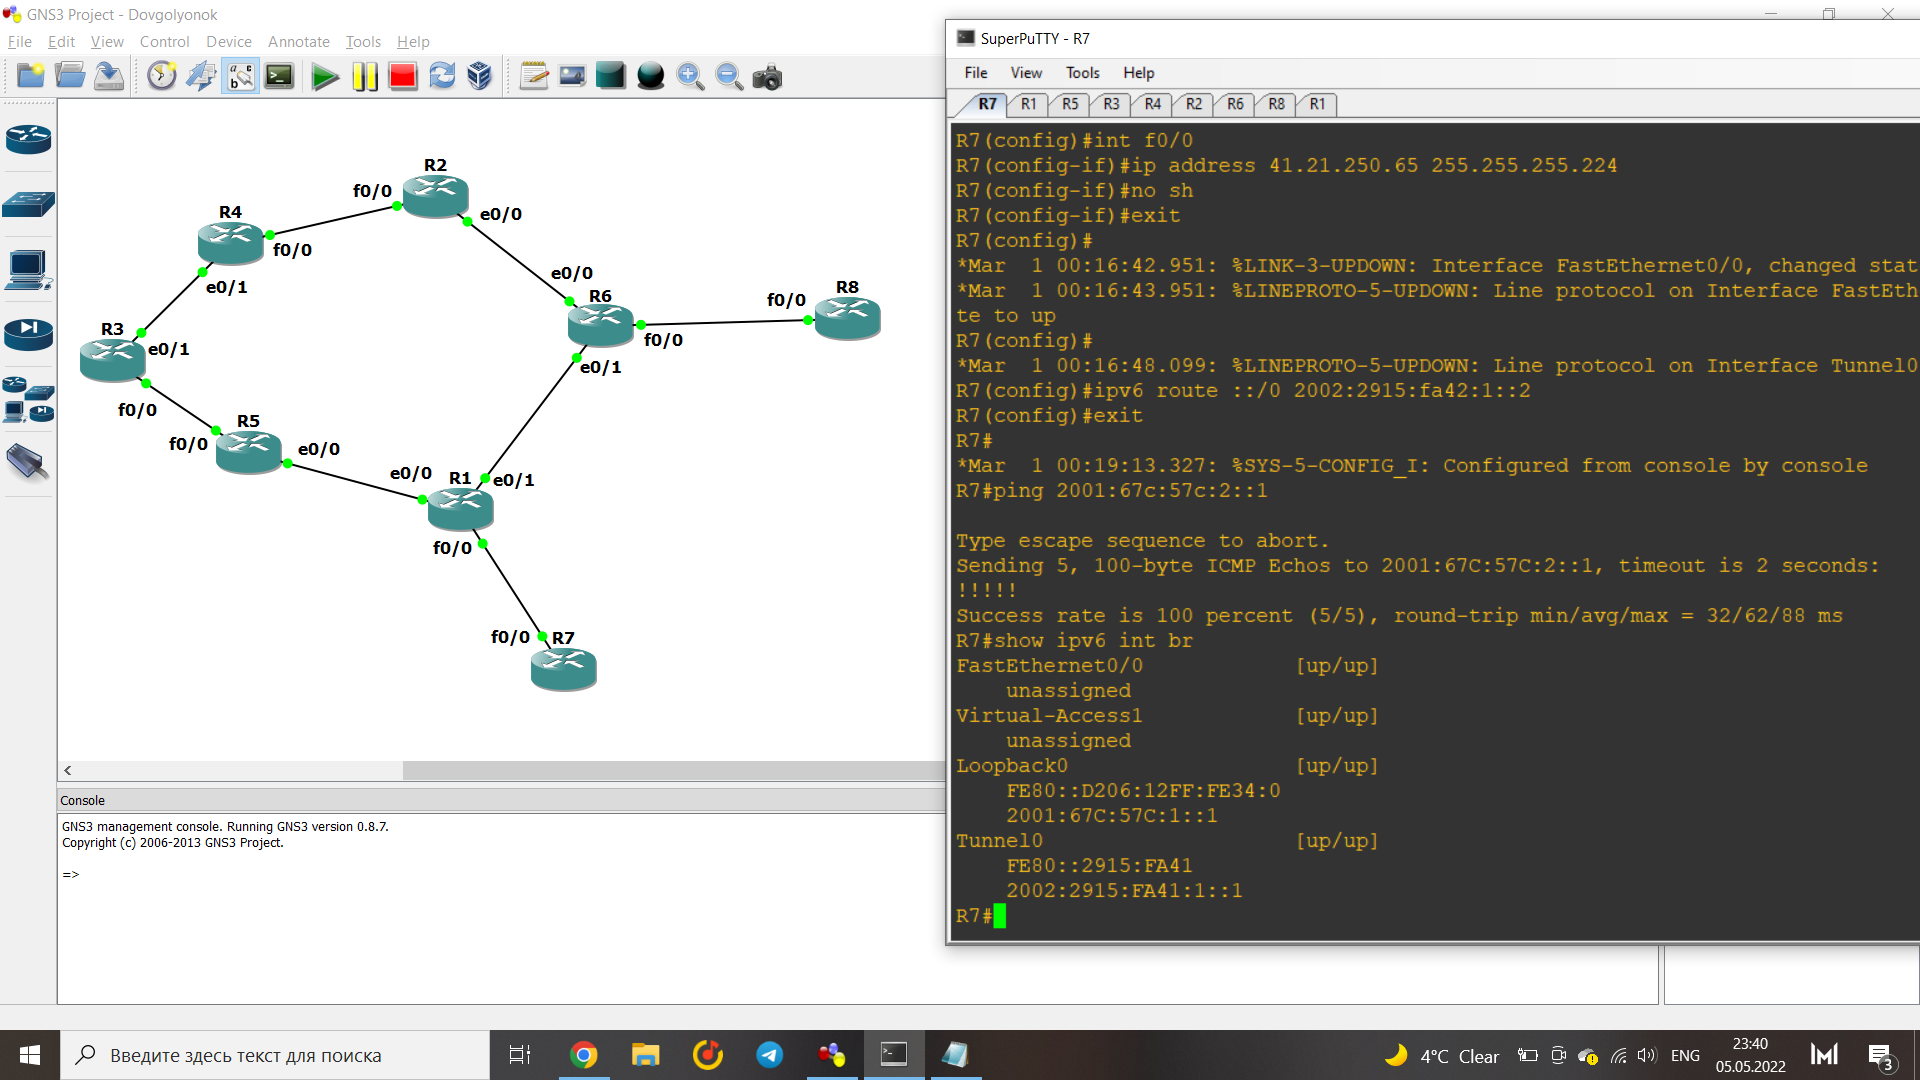 GNS3 Project - Dovgolyonok
File Edit View Control Device Annotate Tools Help
R2
f0/0
e0/0
R4
f0/0
e0/1
e0/0
R6
f0/0
e0/1
f0/0
R8
R3
e0/1
f0/0
R5
f0/0
e0/0
e0/0
R1
e0/1
f0/0
f0/0
R7
Console
GNS3 management console. Running GNS3 version 0.8.7.
Copyright (c) 2006-2013 GNS3 Project.
=>
SuperPuTTY - R7
File View Tools Help
R7 R1 R5 R3 R4 R2 R6 R8 R1
R7(config)#int f0/0
R7(config-if)#ip address 41.21.250.65 255.255.255.224
R7(config-if)#no sh
R7(config-if)#exit
R7(config)#
*Mar  1 00:16:42.951: %LINK-3-UPDOWN: Interface FastEthernet0/0, changed stat
*Mar  1 00:16:43.951: %LINEPROTO-5-UPDOWN: Line protocol on Interface FastEth
te to up
R7(config)#
*Mar  1 00:16:48.099: %LINEPROTO-5-UPDOWN: Line protocol on Interface Tunnel0
R7(config)#ipv6 route ::/0 2002:2915:fa42:1::2
R7(config)#exit
R7#
*Mar  1 00:19:13.327: %SYS-5-CONFIG_I: Configured from console by console
R7#ping 2001:67c:57c:2::1
Type escape sequence to abort.
Sending 5, 100-byte ICMP Echos to 2001:67C:57C:2::1, timeout is 2 seconds:
!!!!!
Success rate is 100 percent (5/5), round-trip min/avg/max = 32/62/88 ms
R7#show ipv6 int br
FastEthernet0/0 [up/up]
unassigned
Virtual-Access1 [up/up]
unassigned
Loopback0 [up/up]
FE80::D206:12FF:FE34:0
2001:67C:57C:1::1
Tunnel0 [up/up]
FE80::2915:FA41
2002:2915:FA41:1::1
R7#
Введите здесь текст для поиска
4°C Clear
ENG
23:40
05.05.2022
3